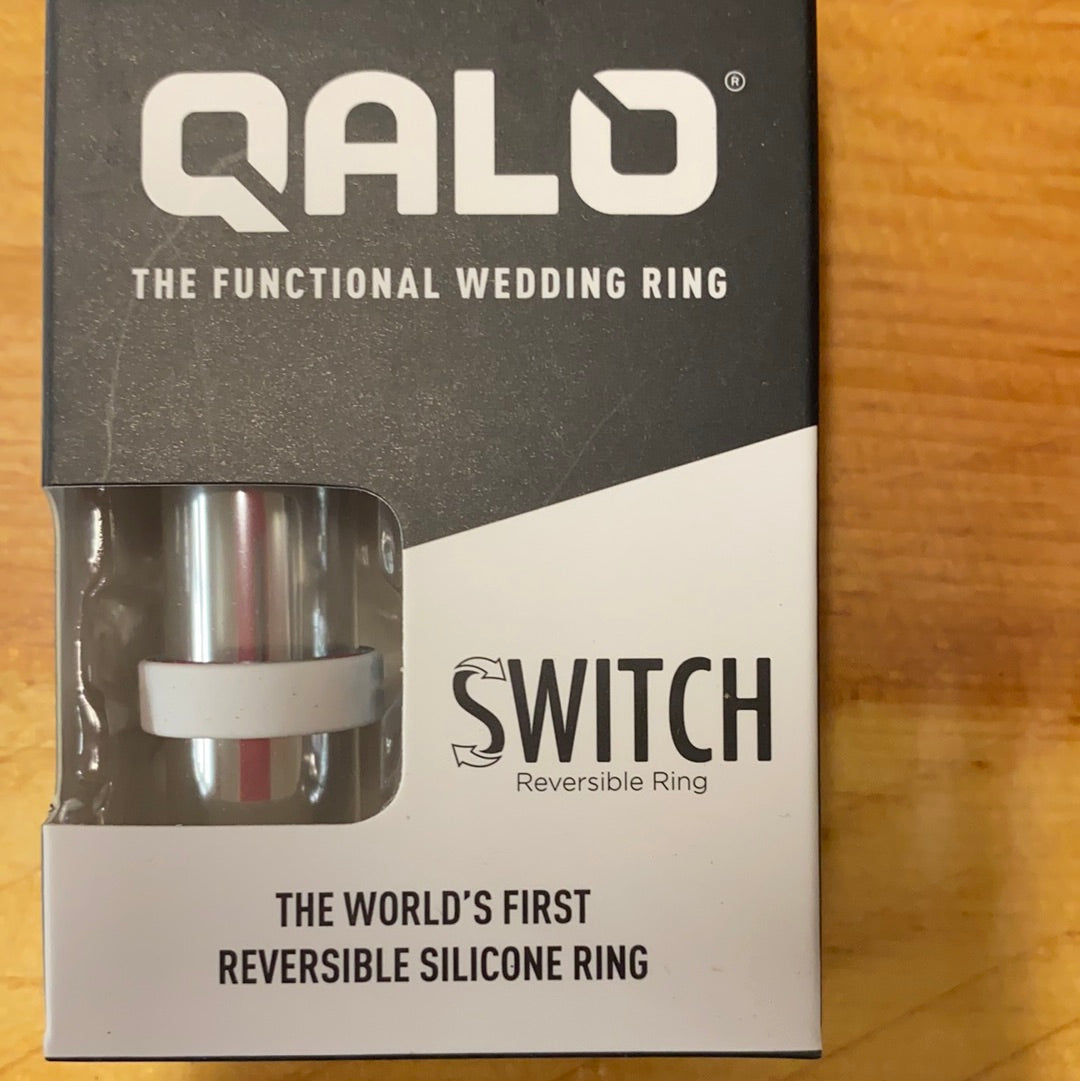 QALO®
THE FUNCTIONAL WEDDING RING
SWITCH
Reversible Ring
THE WORLD'S FIRST
REVERSIBLE SILICONE RING